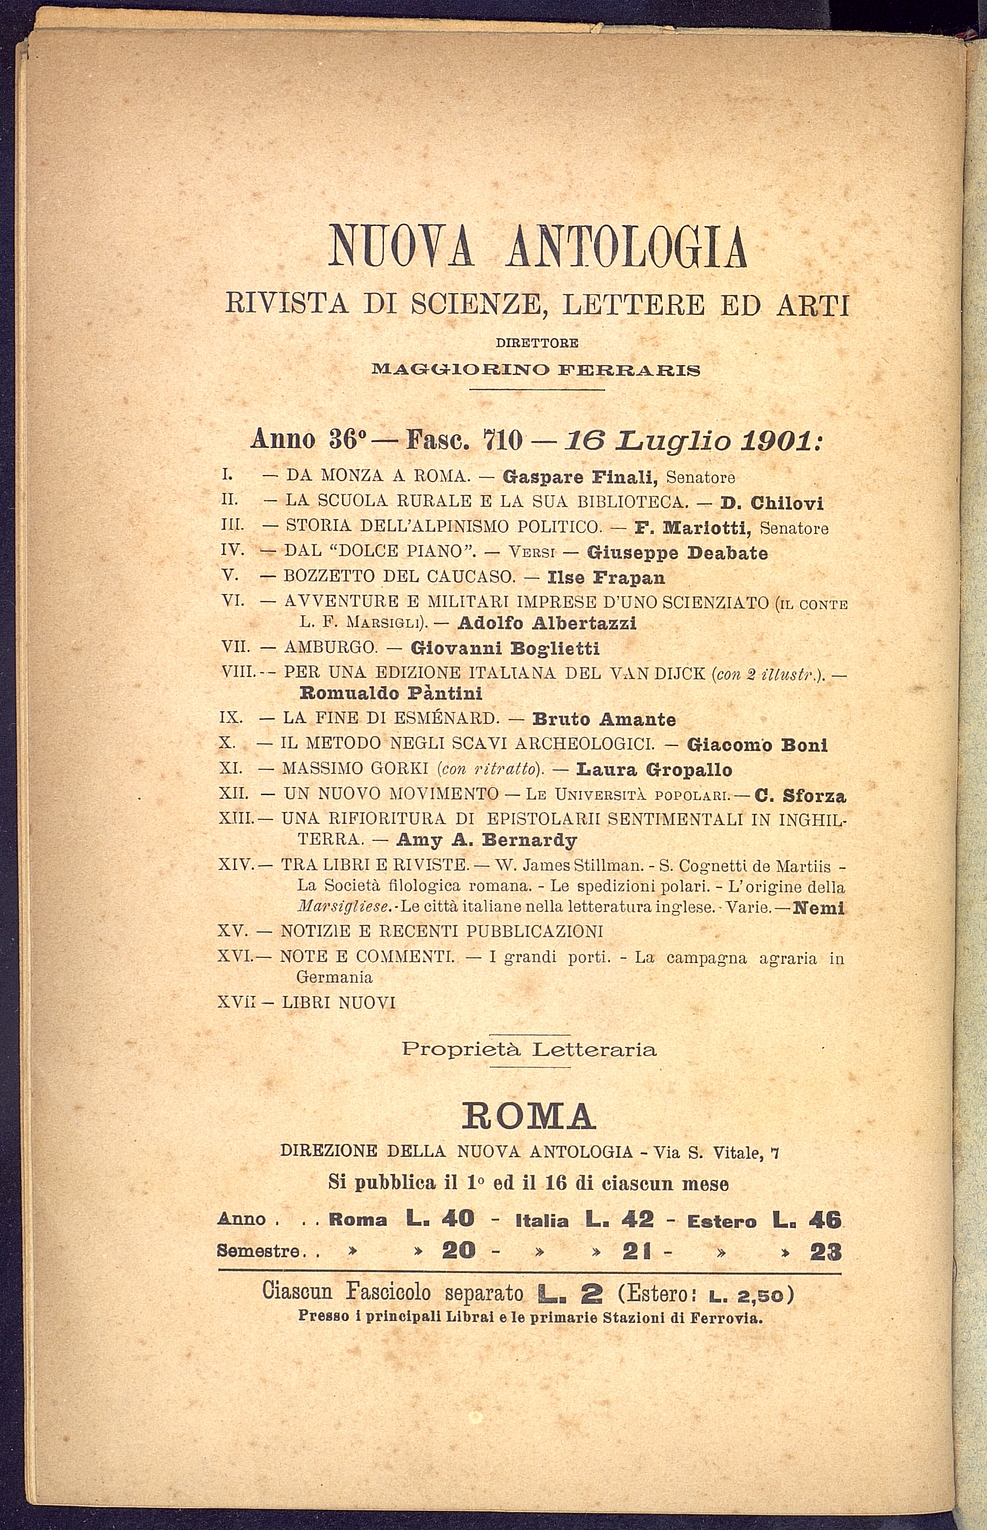 NUOVA ANTOLOGIA
RIVISTA DI SCIENZE, LETTERE ED ARTI
DIRETTORE
MAGGIORINO FERRARIS
Anno 36º — Fasc. 710 — 16 Luglio 1901:
I. — DA MONZA A ROMA. — Gaspare Finali, Senatore
II. — LA SCUOLA RURALE E LA SUA BIBLIOTECA. — D. Chilovi
III. — STORIA DELL'ALPINISMO POLITICO. — F. Mariotti, Senatore
IV. — DAL “DOLCE PIANO”. — VERSI — Giuseppe Deabate
V. — BOZZETTO DEL CAUCASO. — Ilse Frapan
VI. — AVVENTURE E MILITARI IMPRESE D'UNO SCIENZIATO (IL CONTE
L. F. MARSIGLI). — Adolfo Albertazzi
VII. — AMBURGO. — Giovanni Boglietti
VIII. -- PER UNA EDIZIONE ITALIANA DEL VAN DIJCK (con 2 illustr.). —
Romualdo Pàntini
IX. — LA FINE DI ESMÉNARD. — Bruto Amante
X. — IL METODO NEGLI SCAVI ARCHEOLOGICI. — Giacomo Boni
XI. — MASSIMO GORKI (con ritratto). — Laura Gropallo
XII. — UN NUOVO MOVIMENTO — LE UNIVERSITÀ POPOLARI. — C. Sforza
XIII. — UNA RIFIORITURA DI EPISTOLARII SENTIMENTALI IN INGHIL-
TERRA. — Amy A. Bernardy
XIV. — TRA LIBRI E RIVISTE. — W. James Stillman. - S. Cognetti de Martiis -
La Società filologica romana. - Le spedizioni polari. - L'origine della
Marsigliese. - Le città italiane nella letteratura inglese. - Varie. — Nemi
XV. — NOTIZIE E RECENTI PUBBLICAZIONI
XVI. — NOTE E COMMENTI. — I grandi porti. - La campagna agraria in
Germania
XVII — LIBRI NUOVI
Proprietà Letteraria
ROMA
DIREZIONE DELLA NUOVA ANTOLOGIA - Via S. Vitale, 7
Si pubblica il 1º ed il 16 di ciascun mese
Anno . . . Roma L. 40 - Italia L. 42 - Estero L. 46
Semestre. . » » 20 - » » 21 - » » 23
Ciascun Fascicolo separato L. 2 (Estero: L. 2,50)
Presso i principali Librai e le primarie Stazioni di Ferrovia.